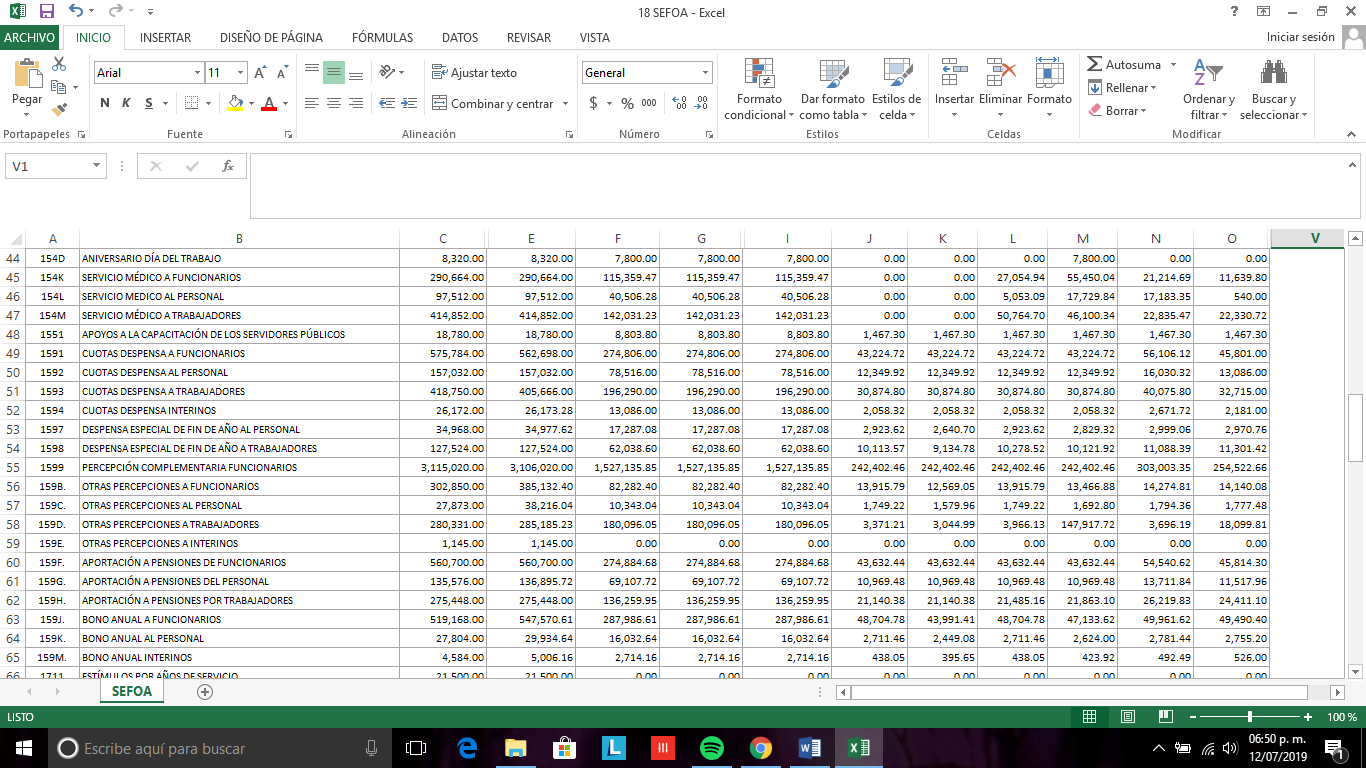 18 SEFOA - Excel
ARCHIVO INICIO INSERTAR DISEÑO DE PÁGINA FÓRMULAS DATOS REVISAR VISTA Iniciar sesión
Pegar
Arial 11 Ajustar texto General
N K S Combinar y centrar $ % 000
Formato condicional Dar formato como tabla Estilos de celda
Insertar Eliminar Formato
Autosuma
Rellenar
Borrar
Ordenar y filtrar Buscar y seleccionar
Portapapeles Fuente Alineación Número Estilos Celdas Modificar
V1 fx
A B C E F G I J K L M N O V
44 154D ANIVERSARIO DÍA DEL TRABAJO 8,320.00 8,320.00 7,800.00 7,800.00 7,800.00 0.00 0.00 0.00 7,800.00 0.00 0.00
45 154K SERVICIO MÉDICO A FUNCIONARIOS 290,664.00 290,664.00 115,359.47 115,359.47 115,359.47 0.00 0.00 27,054.94 55,450.04 21,214.69 11,639.80
46 154L SERVICIO MEDICO AL PERSONAL 97,512.00 97,512.00 40,506.28 40,506.28 40,506.28 0.00 0.00 5,053.09 17,729.84 17,183.35 540.00
47 154M SERVICIO MÉDICO A TRABAJADORES 414,852.00 414,852.00 142,031.23 142,031.23 142,031.23 0.00 0.00 50,764.70 46,100.34 22,835.47 22,330.72
48 1551 APOYOS A LA CAPACITACIÓN DE LOS SERVIDORES PÚBLICOS 18,780.00 18,780.00 8,803.80 8,803.80 8,803.80 1,467.30 1,467.30 1,467.30 1,467.30 1,467.30 1,467.30
49 1591 CUOTAS DESPENSA A FUNCIONARIOS 575,784.00 562,698.00 274,806.00 274,806.00 274,806.00 43,224.72 43,224.72 43,224.72 43,224.72 56,106.12 45,801.00
50 1592 CUOTAS DESPENSA AL PERSONAL 157,032.00 157,032.00 78,516.00 78,516.00 78,516.00 12,349.92 12,349.92 12,349.92 12,349.92 16,030.32 13,086.00
51 1593 CUOTAS DESPENSA A TRABAJADORES 418,750.00 405,666.00 196,290.00 196,290.00 196,290.00 30,874.80 30,874.80 30,874.80 30,874.80 40,075.80 32,715.00
52 1594 CUOTAS DESPENSA INTERINOS 26,172.00 26,173.28 13,086.00 13,086.00 13,086.00 2,058.32 2,058.32 2,058.32 2,058.32 2,671.72 2,181.00
53 1597 DESPENSA ESPECIAL DE FIN DE AÑO AL PERSONAL 34,968.00 34,977.62 17,287.08 17,287.08 17,287.08 2,923.62 2,640.70 2,923.62 2,829.32 2,999.06 2,970.76
54 1598 DESPENSA ESPECIAL DE FIN DE AÑO A TRABAJADORES 127,524.00 127,524.00 62,038.60 62,038.60 62,038.60 10,113.57 9,134.78 10,278.52 10,121.92 11,088.39 11,301.42
55 1599 PERCEPCIÓN COMPLEMENTARIA FUNCIONARIOS 3,115,020.00 3,106,020.00 1,527,135.85 1,527,135.85 1,527,135.85 242,402.46 242,402.46 242,402.46 242,402.46 303,003.35 254,522.66
56 159B. OTRAS PERCEPCIONES A FUNCIONARIOS 302,850.00 385,132.40 82,282.40 82,282.40 82,282.40 13,915.79 12,569.05 13,915.79 13,466.88 14,274.81 14,140.08
57 159C. OTRAS PERCEPCIONES AL PERSONAL 27,873.00 38,216.04 10,343.04 10,343.04 10,343.04 1,749.22 1,579.96 1,749.22 1,692.80 1,794.36 1,777.48
58 159D. OTRAS PERCEPCIONES A TRABAJADORES 280,331.00 285,185.23 180,096.05 180,096.05 180,096.05 3,371.21 3,044.99 3,966.13 147,917.72 3,696.19 18,099.81
59 159E. OTRAS PERCEPCIONES A INTERINOS 1,145.00 1,145.00 0.00 0.00 0.00 0.00 0.00 0.00 0.00 0.00 0.00
60 159F. APORTACIÓN A PENSIONES DE FUNCIONARIOS 560,700.00 560,700.00 274,884.68 274,884.68 274,884.68 43,632.44 43,632.44 43,632.44 43,632.44 54,540.62 45,814.30
61 159G. APORTACIÓN A PENSIONES DEL PERSONAL 135,576.00 136,895.72 69,107.72 69,107.72 69,107.72 10,969.48 10,969.48 10,969.48 10,969.48 13,711.84 11,517.96
62 159H. APORTACIÓN A PENSIONES POR TRABAJADORES 275,448.00 275,448.00 136,259.95 136,259.95 136,259.95 21,140.38 21,140.38 21,485.16 21,863.10 26,219.83 24,411.10
63 159J. BONO ANUAL A FUNCIONARIOS 519,168.00 547,570.61 287,986.61 287,986.61 287,986.61 48,704.78 43,991.41 48,704.78 47,133.62 49,961.62 49,490.40
64 159K. BONO ANUAL AL PERSONAL 27,804.00 29,934.64 16,032.64 16,032.64 16,032.64 2,711.46 2,449.08 2,711.46 2,624.00 2,781.44 2,755.20
65 159M. BONO ANUAL INTERINOS 4,584.00 5,006.16 2,714.16 2,714.16 2,714.16 438.05 395.65 438.05 423.92 492.49 526.00
66 1711 ESTÍMULOS POR AÑOS DE SERVICIO 21,500.00 21,500.00 0.00 0.00 0.00 0.00 0.00 0.00 0.00 0.00 0.00
SEFOA
LISTO 100 %
Escribe aquí para buscar 06:50 p. m.
12/07/2019 1